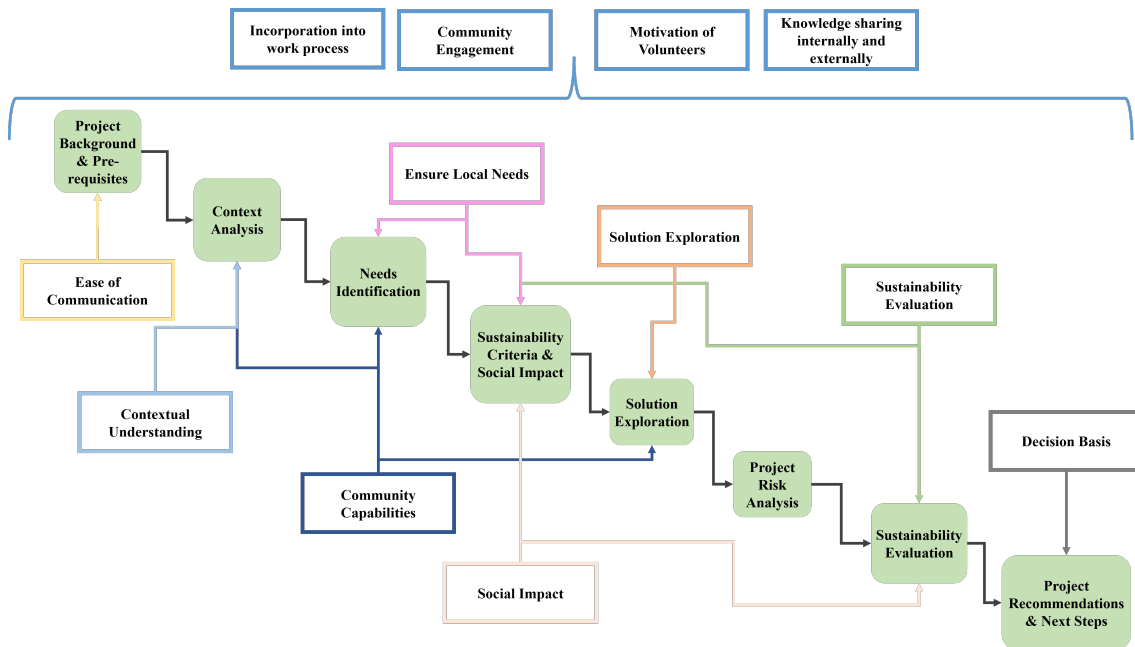 Incorporation into
work process
Community
Engagement
Motivation of
Volunteers
Knowledge sharing
internally and
externally
Project
Background
& Pre-
requisites
Ensure Local Needs
Context
Analysis
Solution Exploration
Ease of
Communication
Needs
Identification
Sustainability
Evaluation
Sustainability
Criteria &
Social Impact
Contextual
Understanding
Solution
Exploration
Decision Basis
Community
Capabilities
Project
Risk
Analysis
Sustainability
Evaluation
Social Impact
Project
Recommendations
& Next Steps